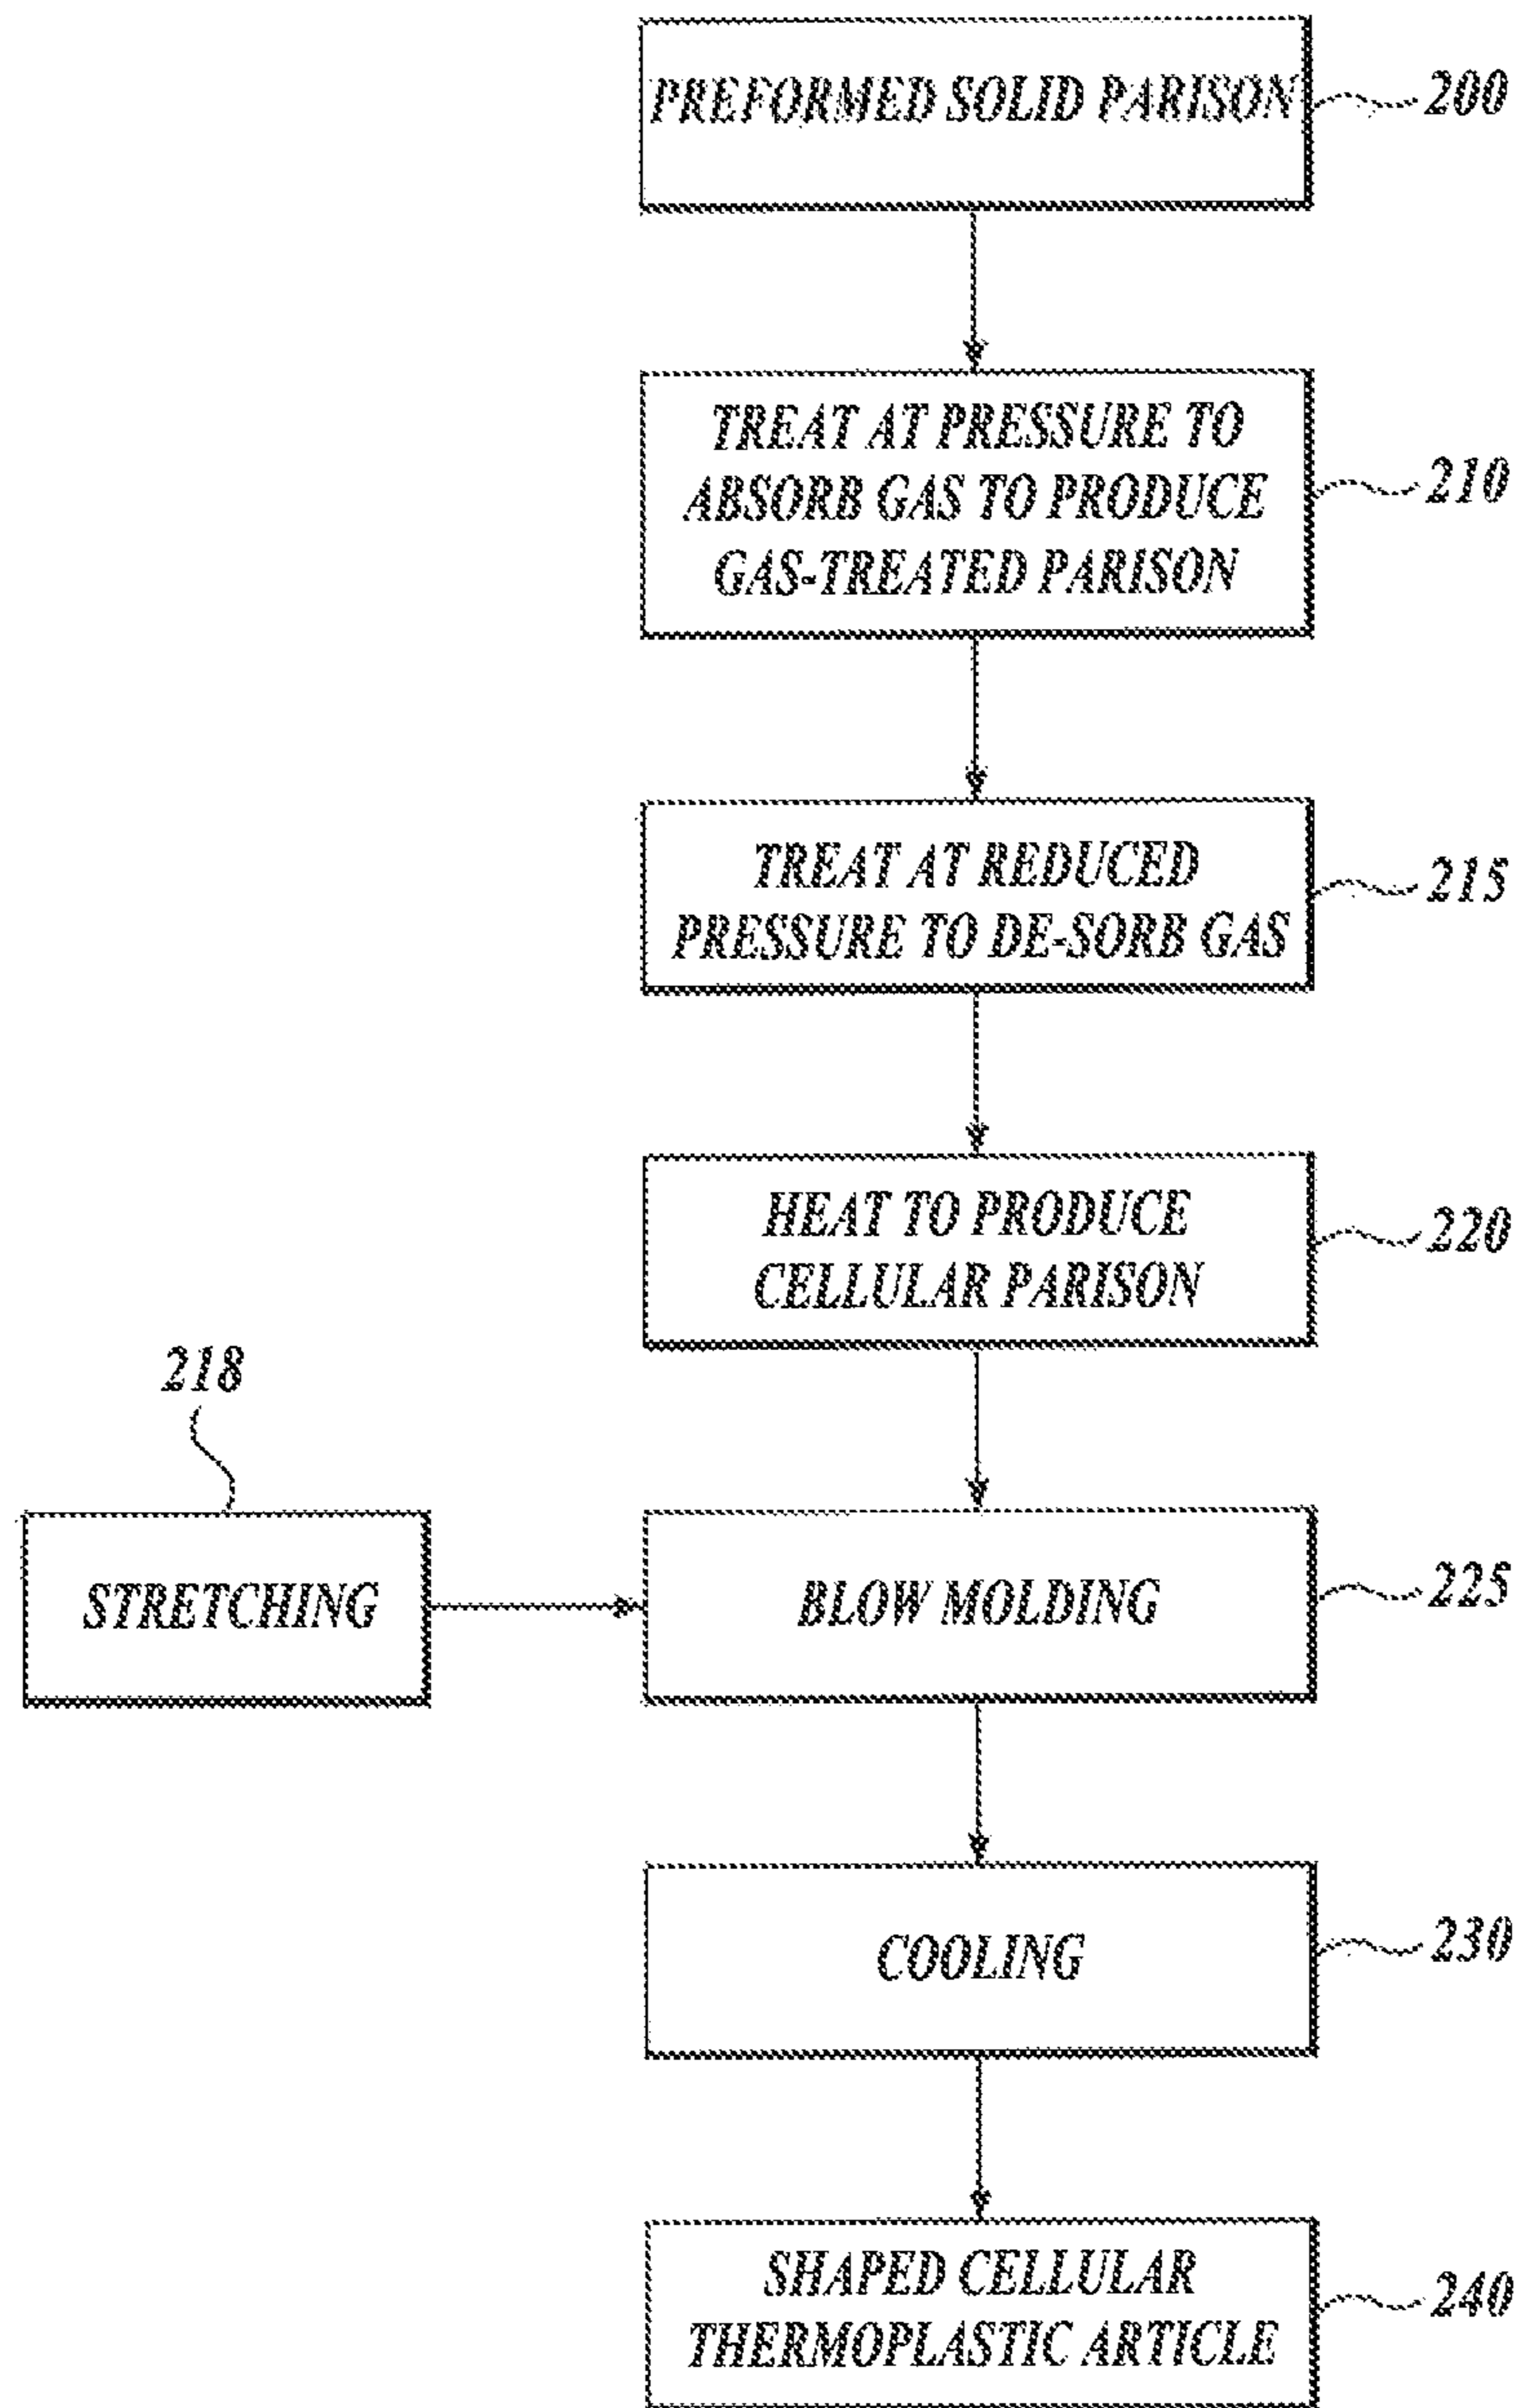 PREFORMED SOLID PARISON
200
TREAT AT PRESSURE TO
ABSORB GAS TO PRODUCE
GAS-TREATED PARISON
210
TREAT AT REDUCED
PRESSURE TO DE-SORB GAS
215
HEAT TO PRODUCE
CELLULAR PARISON
220
218
STRETCHING
BLOW MOLDING
225
COOLING
230
SHAPED CELLULAR
THERMOPLASTIC ARTICLE
240